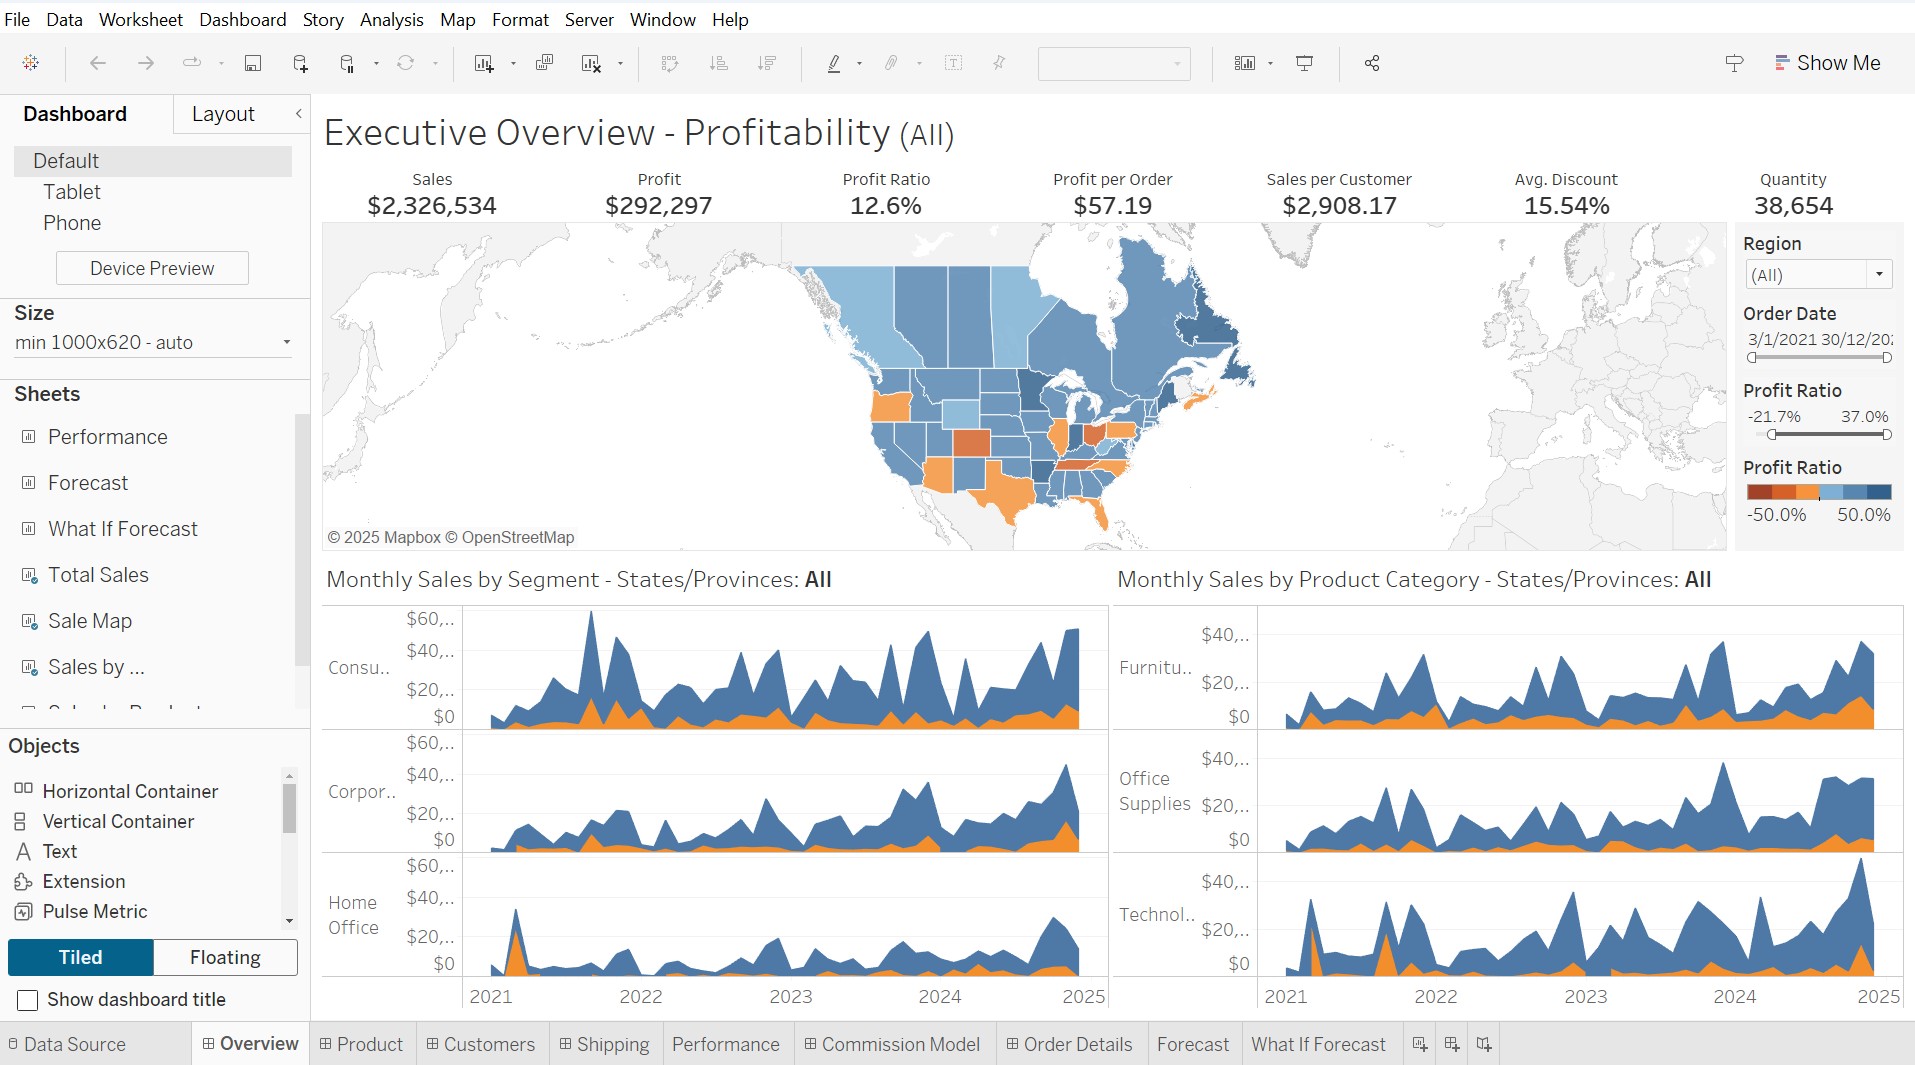 File Data Worksheet Dashboard Story Analysis Map Format Server Window Help
Show Me
Dashboard Layout
Default
Tablet
Phone
Device Preview
Size
min 1000x620 - auto
Sheets
Performance
Forecast
What If Forecast
Total Sales
Sale Map
Sales by ...
Objects
Horizontal Container
Vertical Container
Text
Extension
Pulse Metric
Tiled Floating
Show dashboard title
Executive Overview - Profitability (All)
Sales Profit Profit Ratio Profit per Order Sales per Customer Avg. Discount Quantity
$2,326,534 $292,297 12.6% $57.19 $2,908.17 15.54% 38,654
© 2025 Mapbox © OpenStreetMap
Region
(All)
Order Date
3/1/2021 30/12/202
Profit Ratio
-21.7% 37.0%
Profit Ratio
-50.0% 50.0%
Monthly Sales by Segment - States/Provinces: All
Consu..
$60,..
$40,..
$20,..
$0
Corpor..
$60,..
$40,..
$20,..
$0
Home
Office
$60,..
$40,..
$20,..
$0
2021 2022 2023 2024 2025
Monthly Sales by Product Category - States/Provinces: All
Furnitu..
$40,..
$20,..
$0
Office
Supplies
$40,..
$20,..
$0
Technol..
$40,..
$20,..
$0
2021 2022 2023 2024 2025
Data Source Overview Product Customers Shipping Performance Commission Model Order Details Forecast What If Forecast